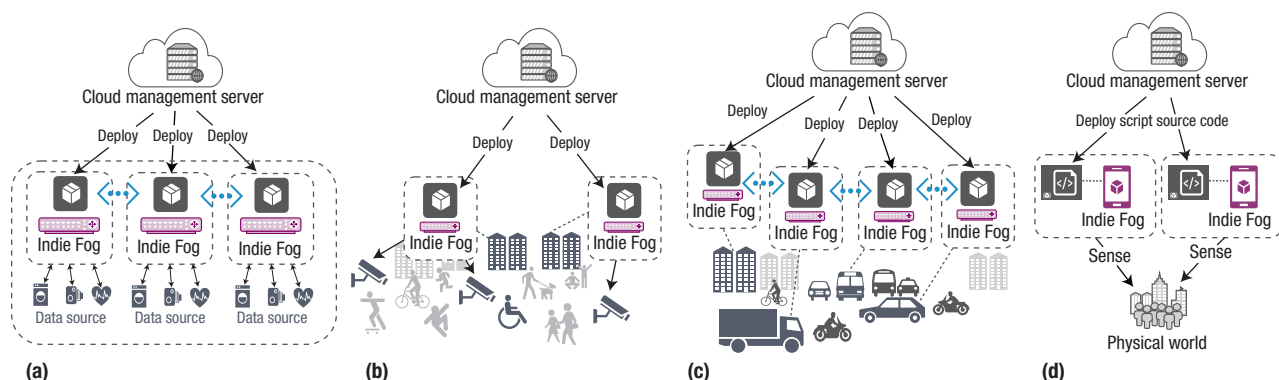 Cloud management server
Deploy
Deploy
Deploy
Indie Fog
Indie Fog
Indie Fog
Data source
Data source
Data source
(a)
Cloud management server
Deploy
Deploy
Indie Fog
Indie Fog
(b)
Cloud management server
Deploy
Deploy
Deploy
Deploy
Indie Fog
Indie Fog
Indie Fog
Indie Fog
(c)
Cloud management server
Deploy script source code
</>
</>
Indie Fog
Indie Fog
Sense
Sense
Physical world
(d)